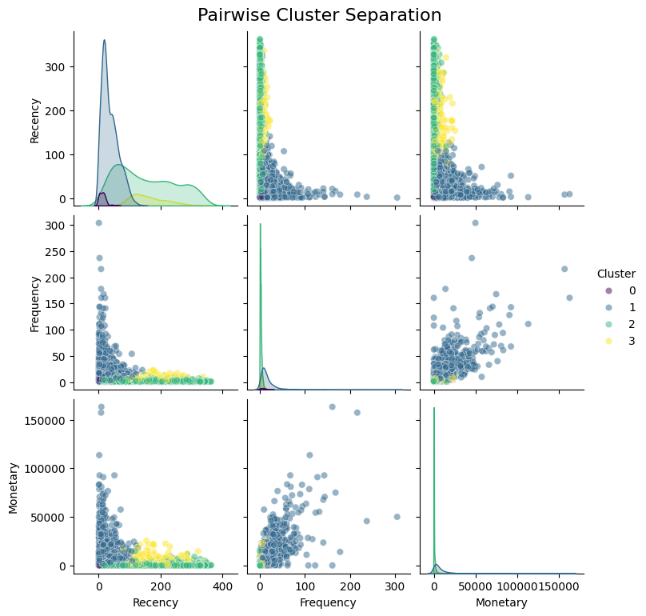 Pairwise Cluster Separation
Recency
300
200
100
0
Frequency
300
250
200
150
100
50
0
Cluster
0
1
2
3
Monetary
150000
100000
50000
0
0 200 400
Recency
0 100 200 300
Frequency
0 50000 100000 150000
Monetary